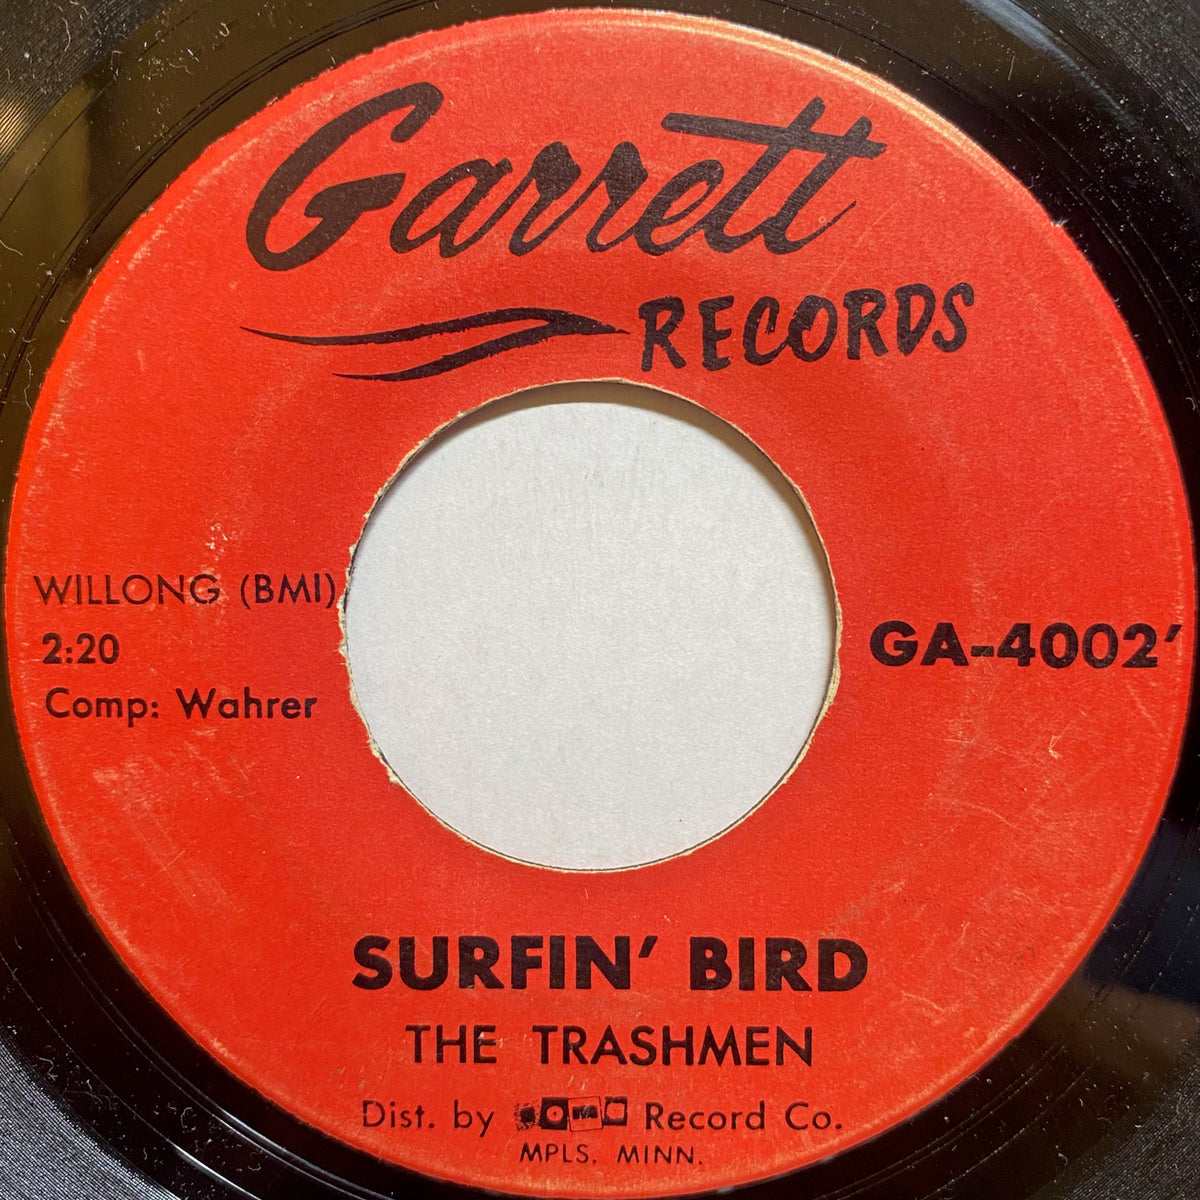 Garrett
RECORDS
WILLONG (BMI)
2:20
Comp: Wahrer
GA-4002'
SURFIN' BIRD
THE TRASHMEN
Dist. by SOMA Record Co.
MPLS. MINN.